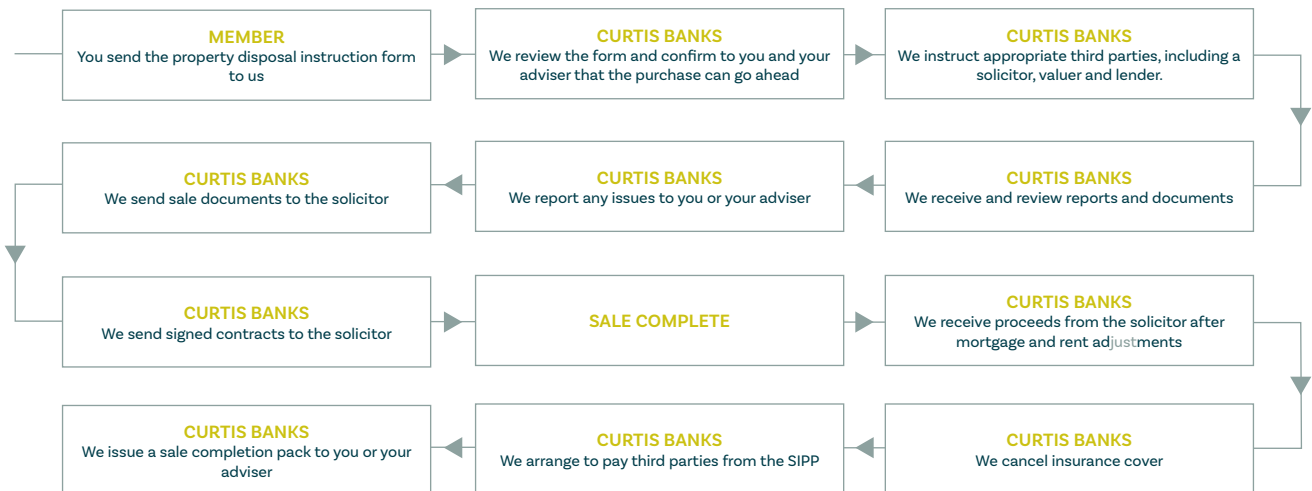 MEMBER
You send the property disposal instruction form
to us
CURTIS BANKS
We review the form and confirm to you and your
adviser that the purchase can go ahead
CURTIS BANKS
We instruct appropriate third parties, including a
solicitor, valuer and lender.
CURTIS BANKS
We receive and review reports and documents
CURTIS BANKS
We report any issues to you or your adviser
CURTIS BANKS
We send sale documents to the solicitor
CURTIS BANKS
We send signed contracts to the solicitor
SALE COMPLETE
CURTIS BANKS
We receive proceeds from the solicitor after
mortgage and rent adjustments
CURTIS BANKS
We cancel insurance cover
CURTIS BANKS
We arrange to pay third parties from the SIPP
CURTIS BANKS
We issue a sale completion pack to you or your
adviser